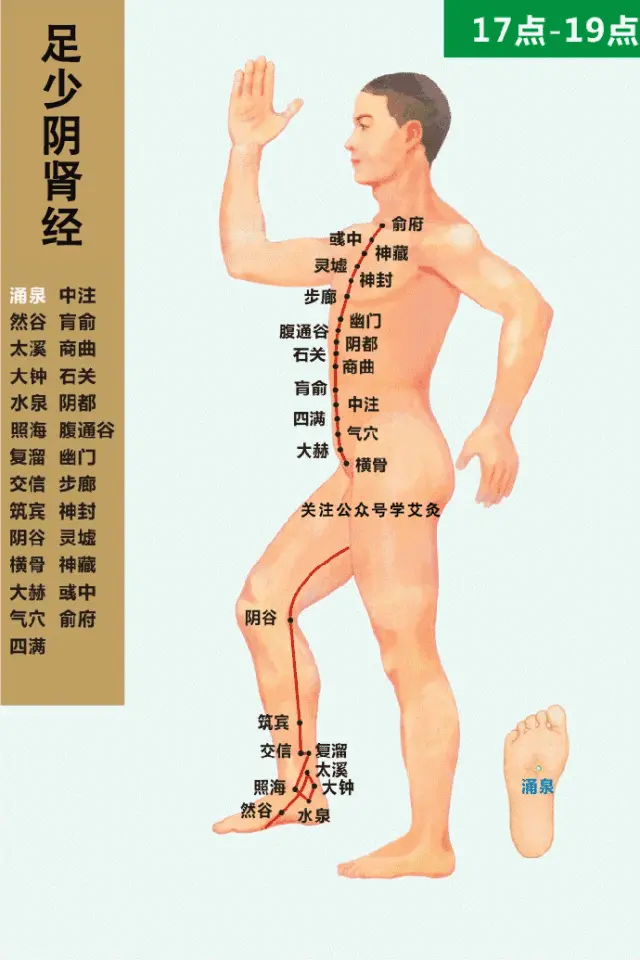 17点-19点
足少阴肾经
涌泉 中注
然谷 肓俞
太溪 商曲
大钟 石关
水泉 阴都
照海 腹通谷
复溜 幽门
交信 步廊
筑宾 神封
阴谷 灵墟
横骨 神藏
大赫 彧中
气穴 俞府
四满
俞府
彧中
神藏
灵墟
神封
步廊
幽门
腹通谷
阴都
石关
商曲
肓俞
中注
四满
气穴
大赫
横骨
关注公众号学艾灸
阴谷
筑宾
交信
复溜
太溪
照海
大钟
然谷
水泉
涌泉